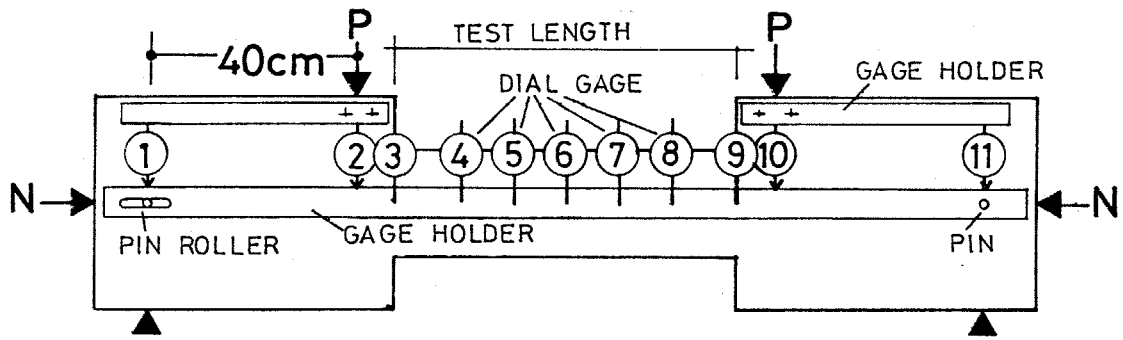 P
TEST LENGTH
P
40cm
DIAL GAGE
GAGE HOLDER
1 2 3 4 5 6 7 8 9 10 11
N
N
PIN ROLLER
GAGE HOLDER
PIN